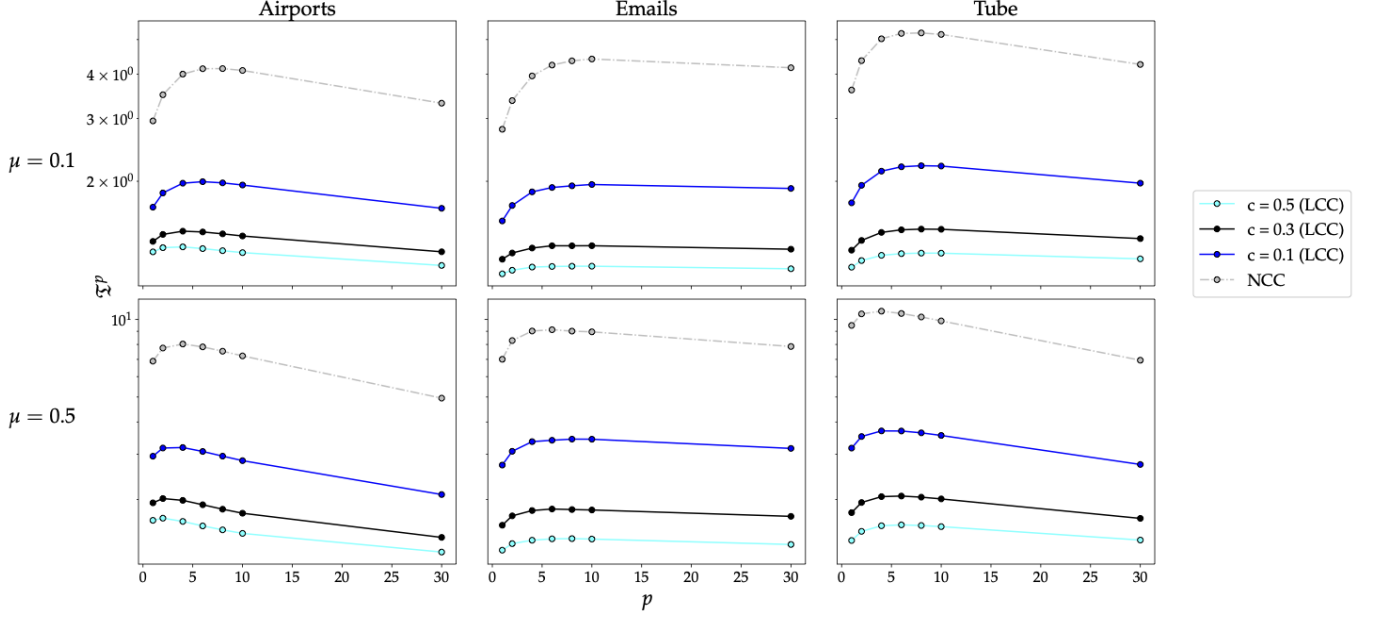 Airports Emails Tube
4 × 10⁰
3 × 10⁰
μ = 0.1
2 × 10⁰
c = 0.5 (LCC)
c = 0.3 (LCC)
c = 0.1 (LCC)
NCC
𝔗ᵖ
10¹
μ = 0.5
0 5 10 15 20 25 30 0 5 10 15 20 25 30 0 5 10 15 20 25 30
p